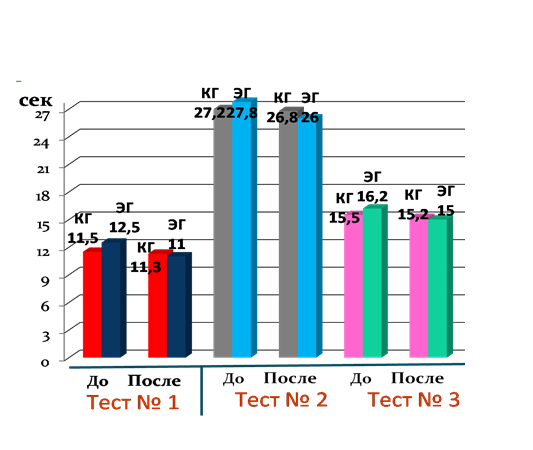 сек
27
24
21
18
15
12
9
6
3
0
КГ ЭГ
11,5 12,5
КГ ЭГ
11,3 11
КГ ЭГ
27,2 27,8
КГ ЭГ
26,8 26
КГ ЭГ
15,5 16,2
КГ ЭГ
15,2 15
До После До После До После
Тест № 1 Тест № 2 Тест № 3